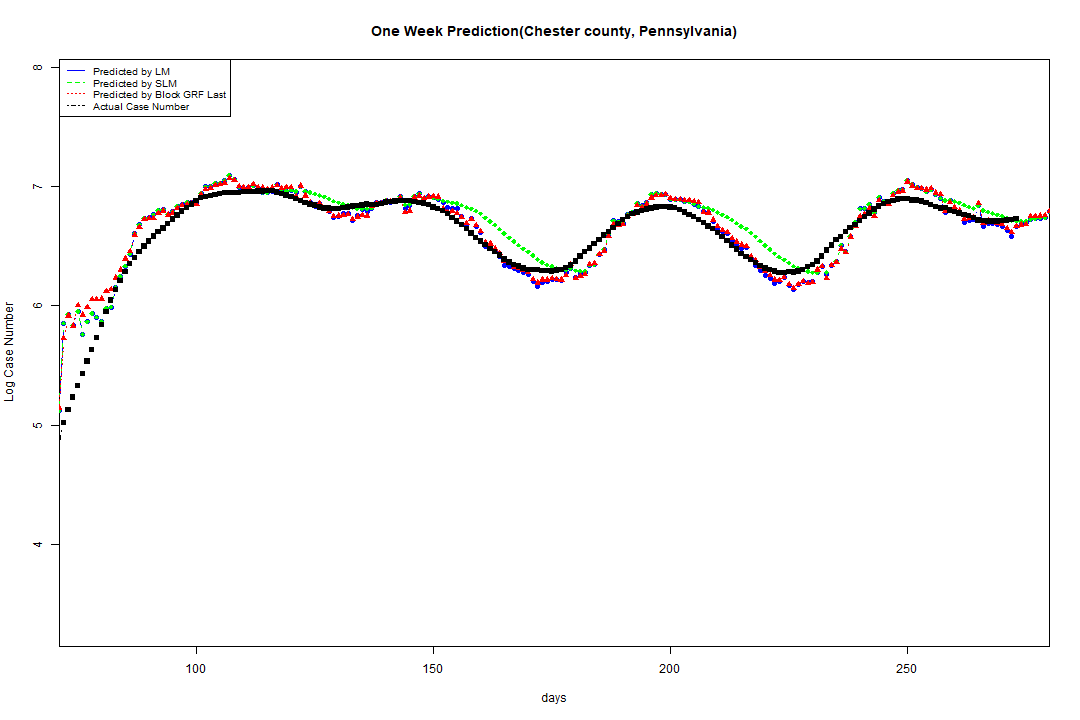 One Week Prediction(Chester county, Pennsylvania)
Predicted by LM
Predicted by SLM
Predicted by Block GRF Last
Actual Case Number
8
7
6
5
4
Log Case Number
100 150 200 250
days